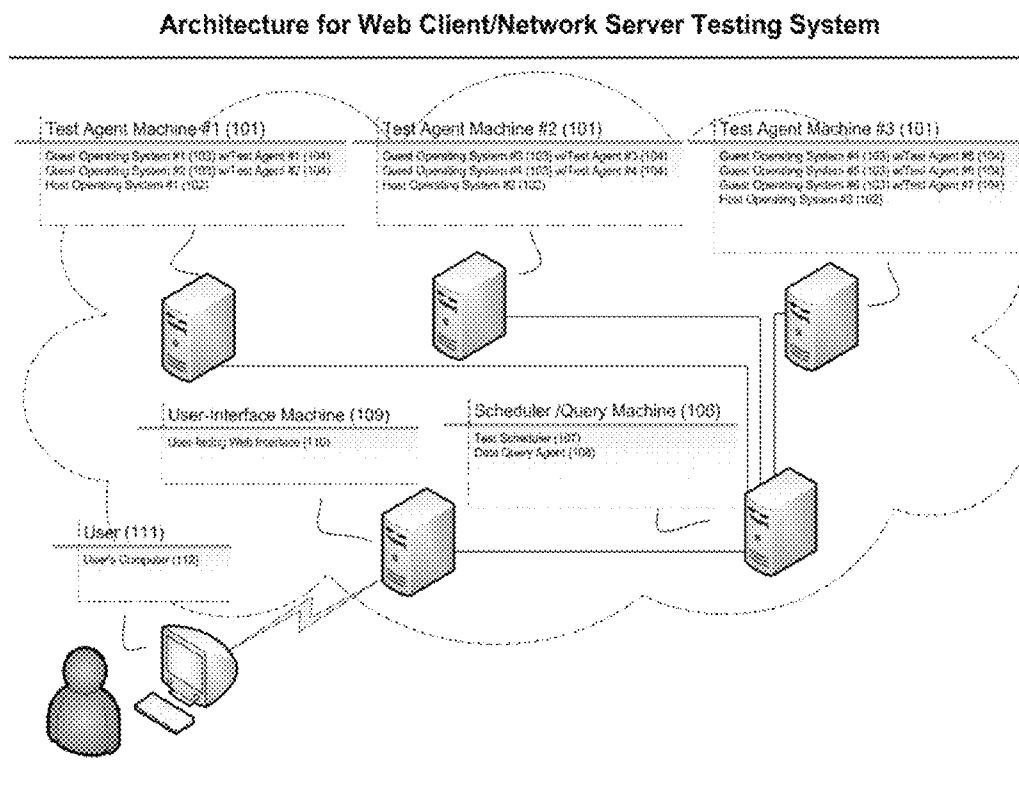 Architecture for Web Client/Network Server Testing System
Test Agent Machine #1 (101)
Guest Operating System #1 (103) w/Test Agent #1 (104)
Guest Operating System #2 (103) w/Test Agent #2 (104)
Host Operating System #1 (102)
Test Agent Machine #2 (101)
Guest Operating System #3 (103) w/Test Agent #3 (104)
Guest Operating System #4 (103) w/Test Agent #4 (104)
Host Operating System #2 (102)
Test Agent Machine #3 (101)
Guest Operating System (103) w/Test Agent (104)
Guest Operating System #5 (103) w/Test Agent (104)
Guest Operating System #6 (103) w/Test Agent #7 (104)
Host Operating System #3 (102)
User-Interface Machine (109)
User-facing Web Interface (110)
Scheduler /Query Machine (106)
Test Scheduler (107)
Data Query Agent (108)
User (111)
User's Computer (112)